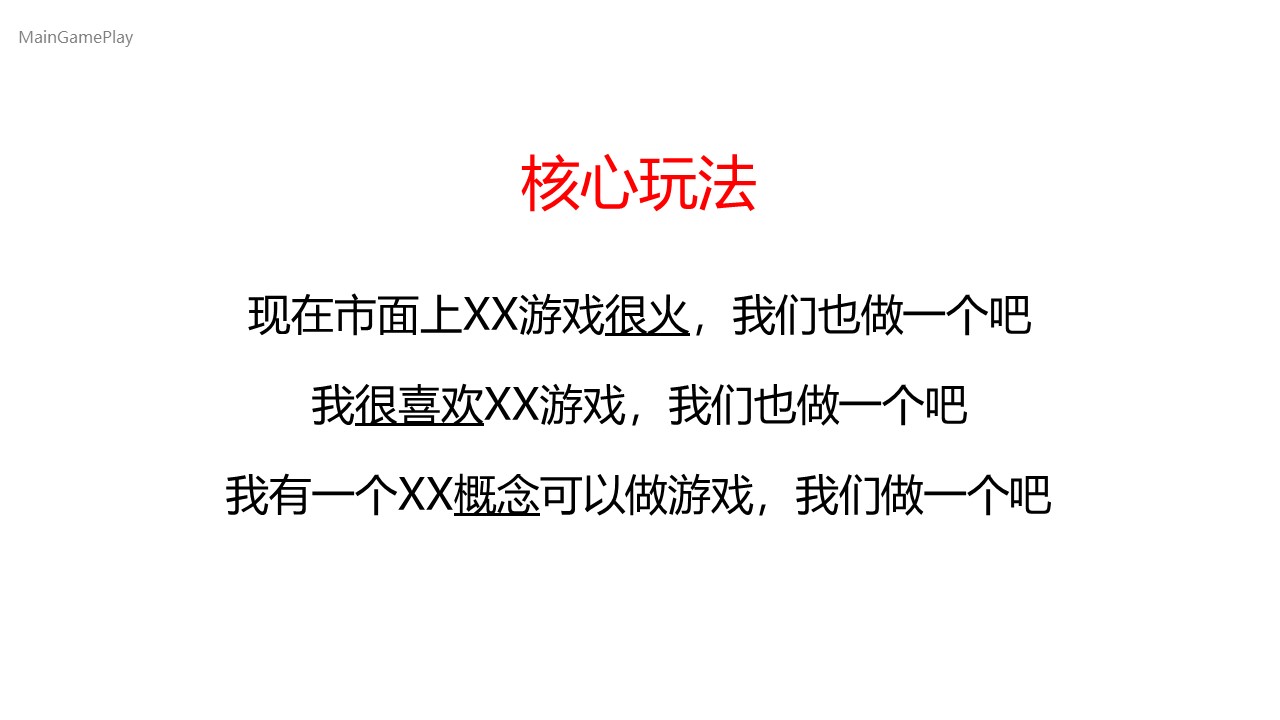 MainGamePlay
核心玩法
现在市面上XX游戏很火，我们也做一个吧
我很喜欢XX游戏，我们也做一个吧
我有一个XX概念可以做游戏，我们做一个吧